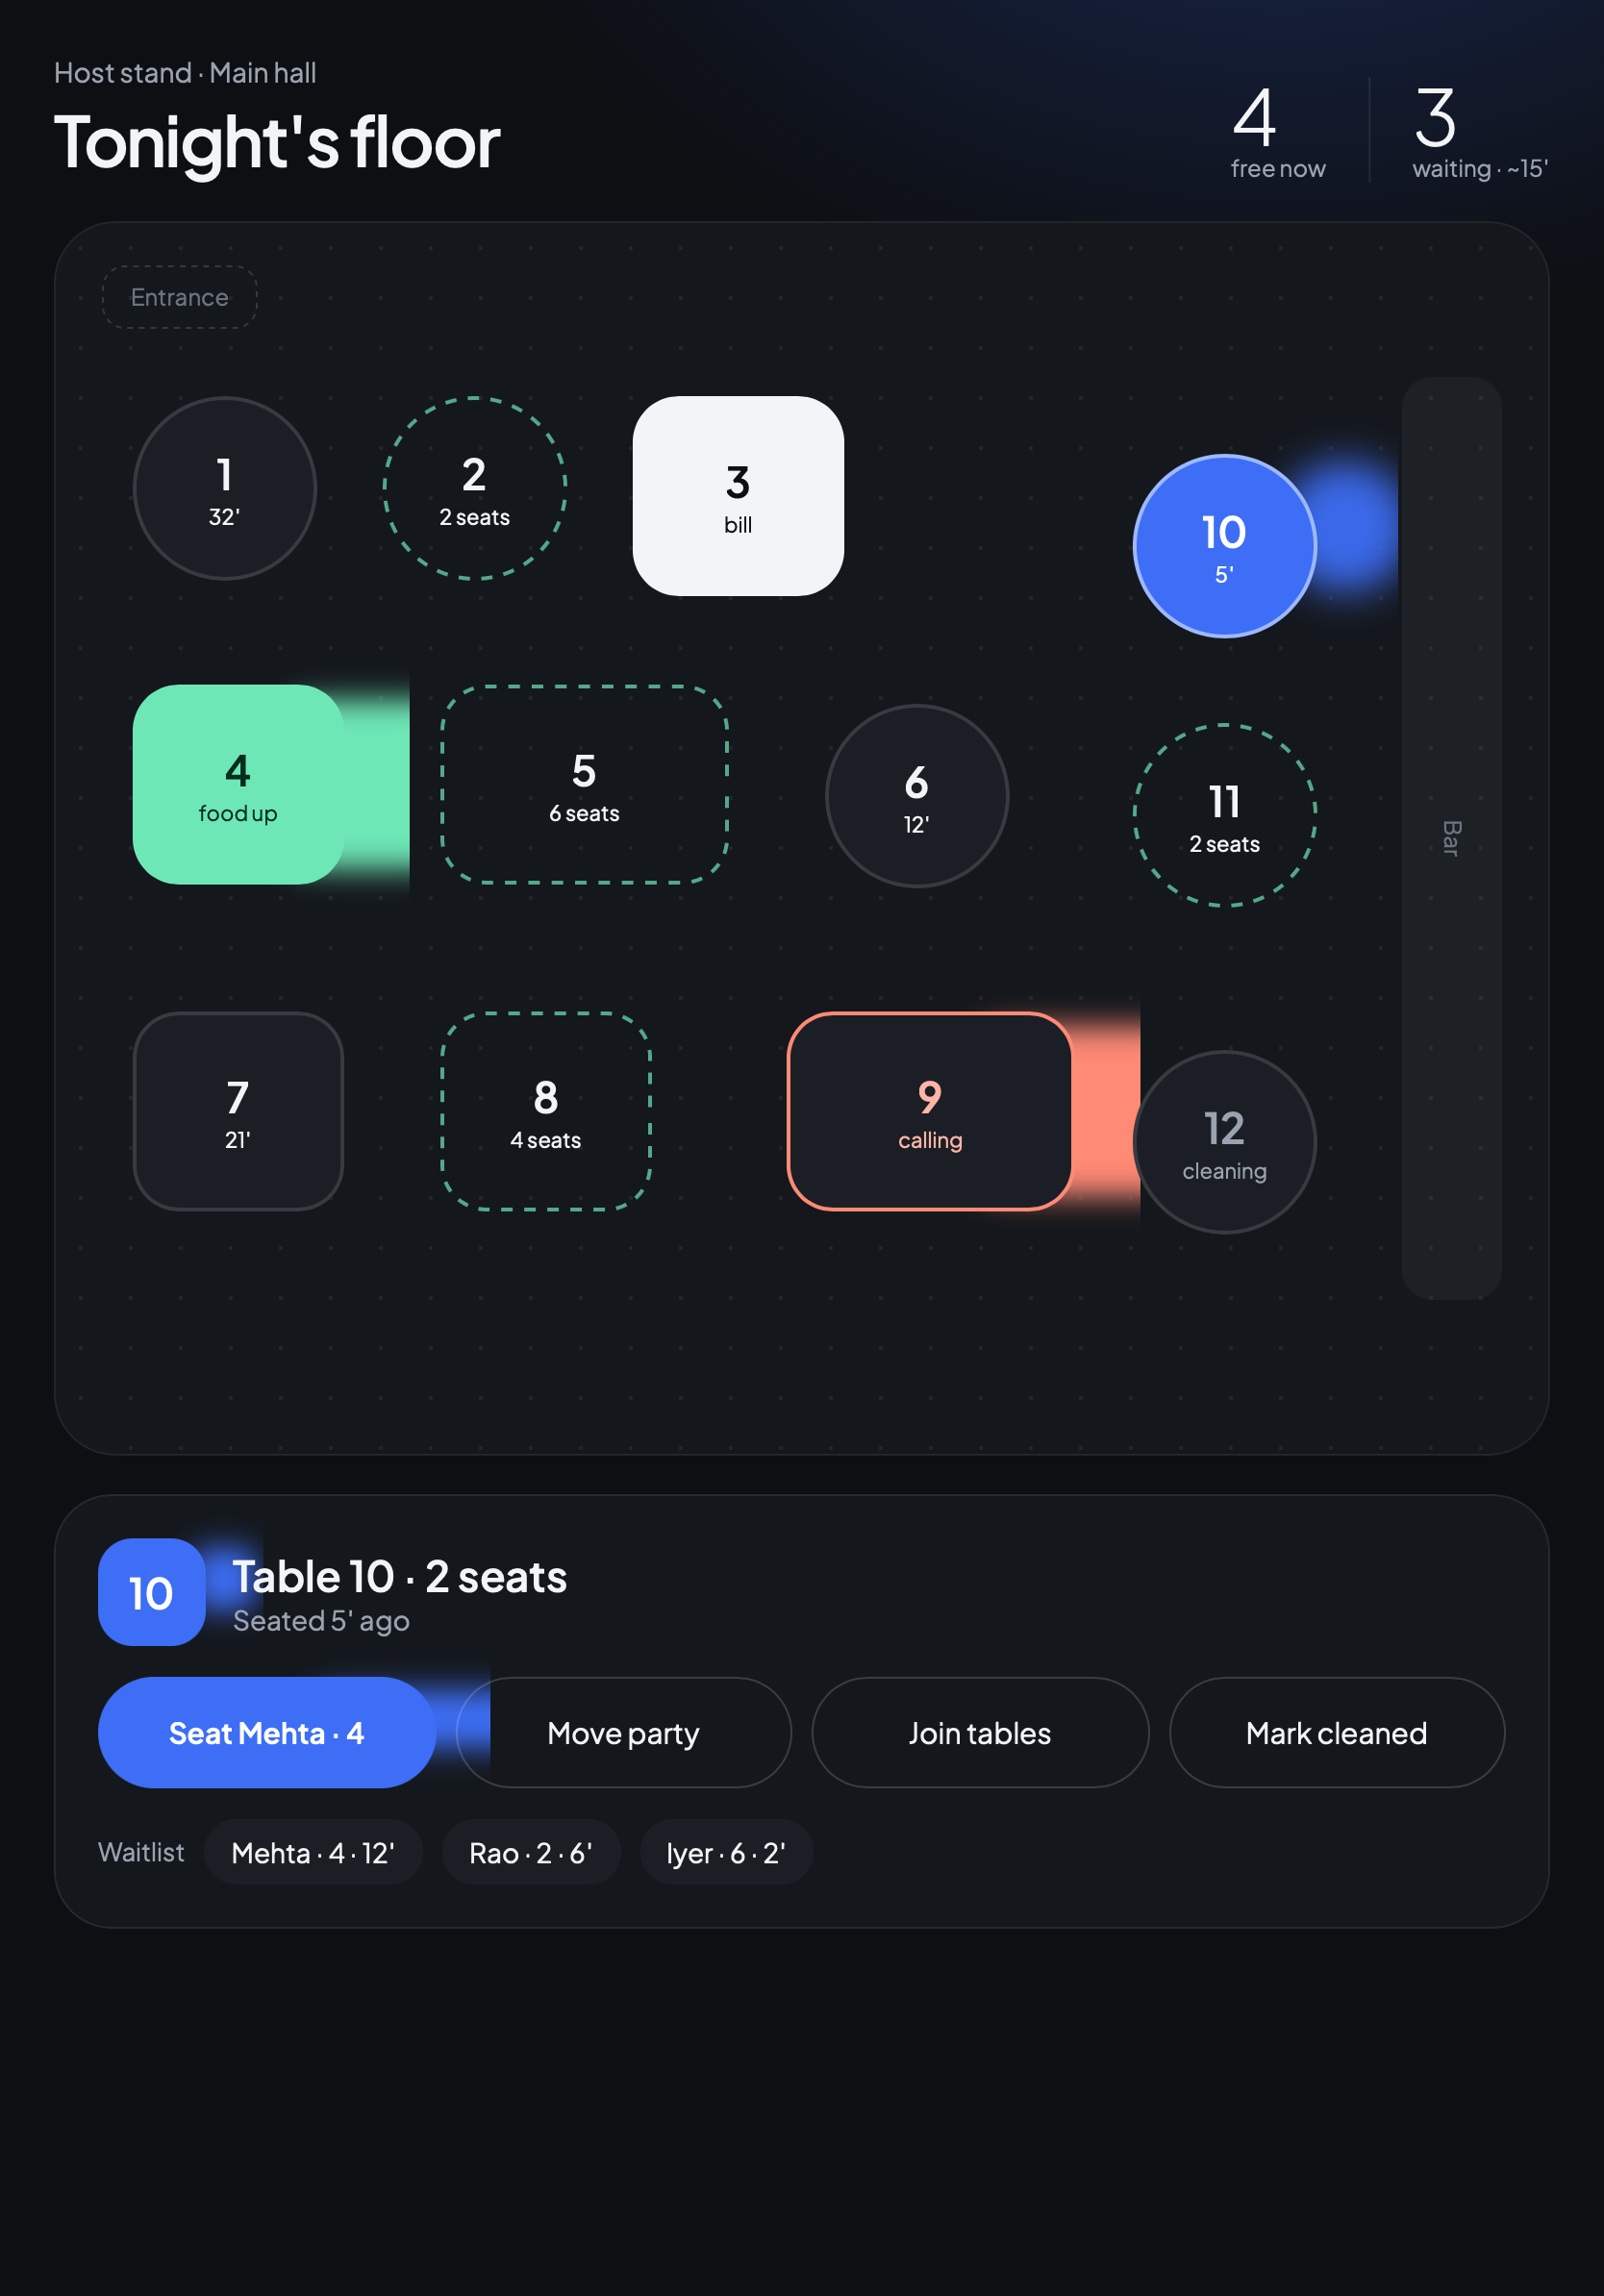 Host stand · Main hall
Tonight's floor
4
free now
3
waiting · ~15'
Entrance
1
32'
2
2 seats
3
bill
10
5'
4
food up
5
6 seats
6
12'
11
2 seats
Bar
7
21'
8
4 seats
9
calling
12
cleaning
10
Table 10 · 2 seats
Seated 5' ago
Seat Mehta · 4
Move party
Join tables
Mark cleaned
Waitlist
Mehta · 4 · 12'
Rao · 2 · 6'
Iyer · 6 · 2'